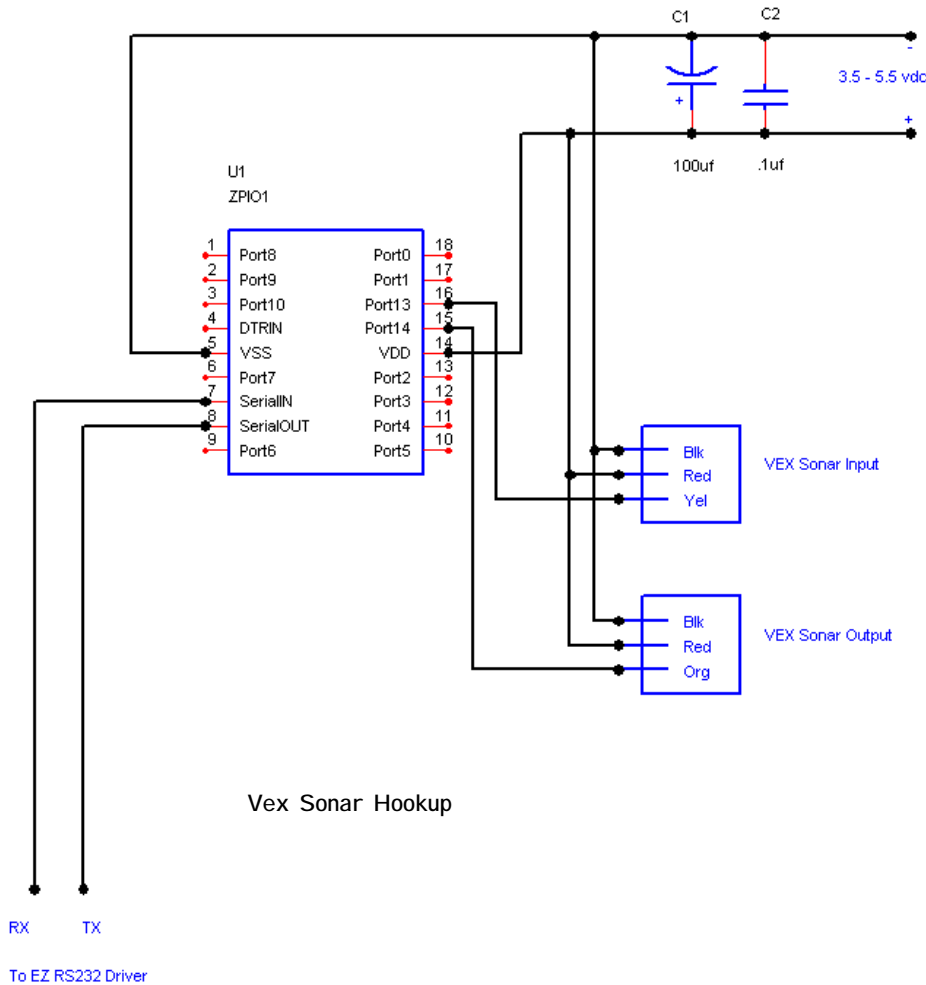 C1
C2
-
3.5 - 5.5 vdc
+
+
100uf
.1uf
U1
ZPIO1
1 Port8 Port0 18
2 Port9 Port1 17
3 Port10 Port13 16
4 DTRIN Port14 15
5 VSS VDD 14
6 Port7 Port2 13
7 SerialIN Port3 12
8 SerialOUT Port4 11
9 Port6 Port5 10
Blk
Red
Yel
VEX Sonar Input
Blk
Red
Org
VEX Sonar Output
Vex Sonar Hookup
RX TX
To EZ RS232 Driver